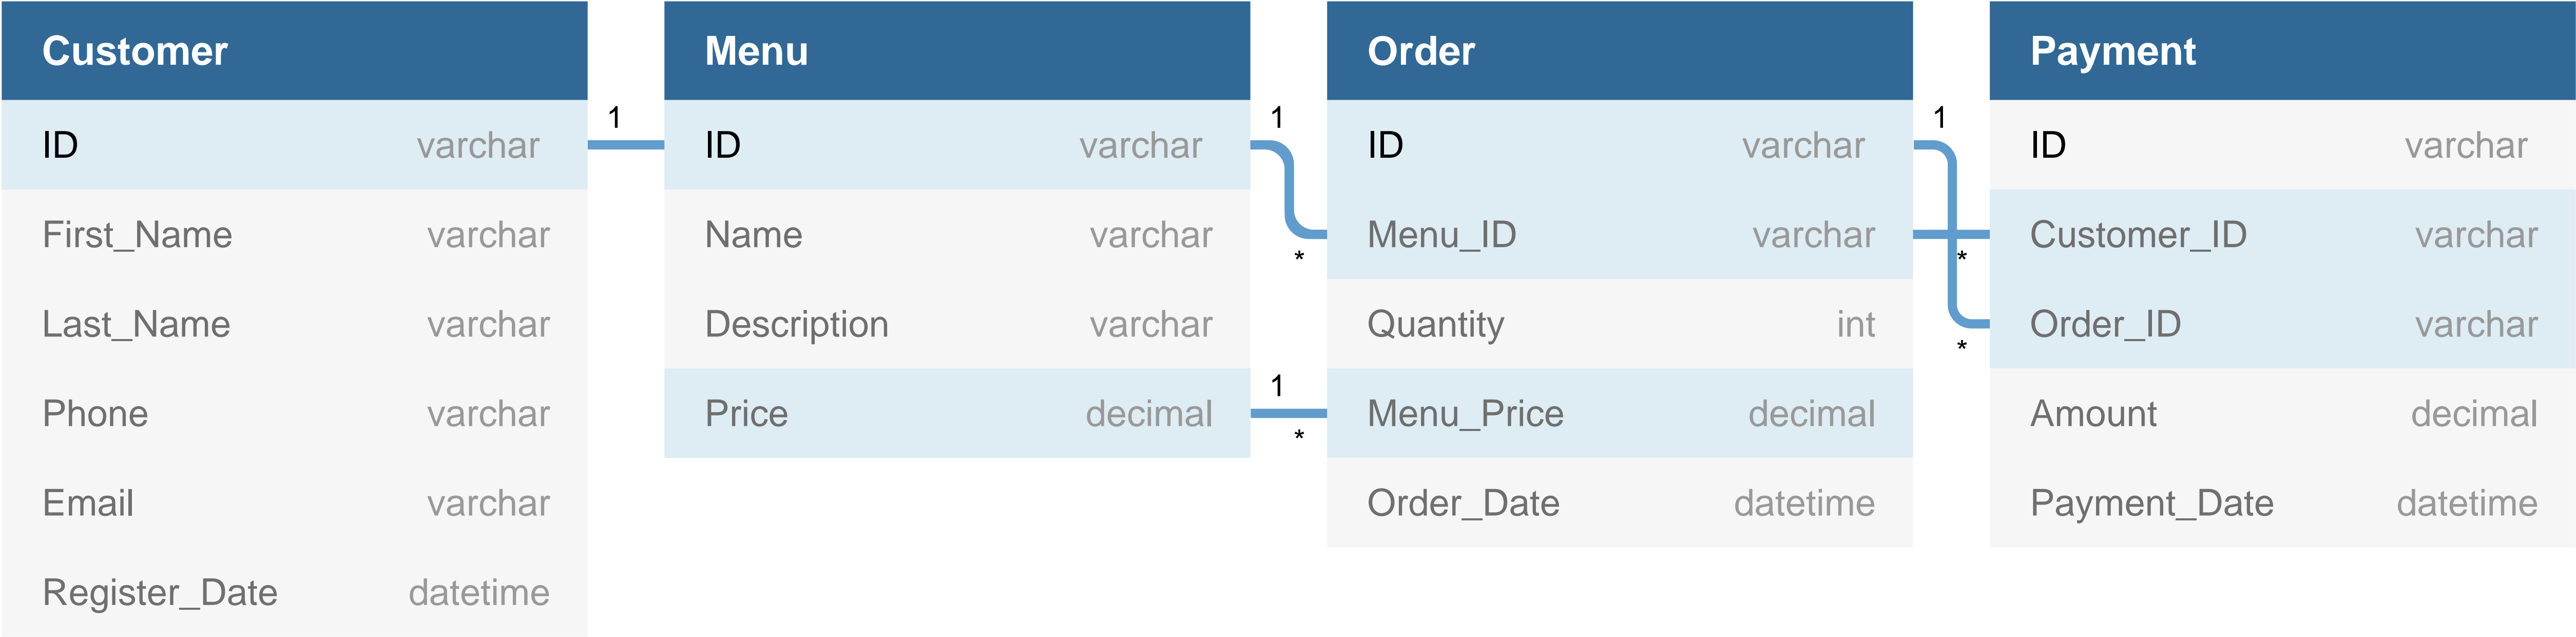 Customer
ID varchar
First_Name varchar
Last_Name varchar
Phone varchar
Email varchar
Register_Date datetime
1
Menu
ID varchar
Name varchar
Description varchar
Price decimal
1
*
1
*
Order
ID varchar
Menu_ID varchar
Quantity int
Menu_Price decimal
Order_Date datetime
1
*
*
Payment
ID varchar
Customer_ID varchar
Order_ID varchar
Amount decimal
Payment_Date datetime